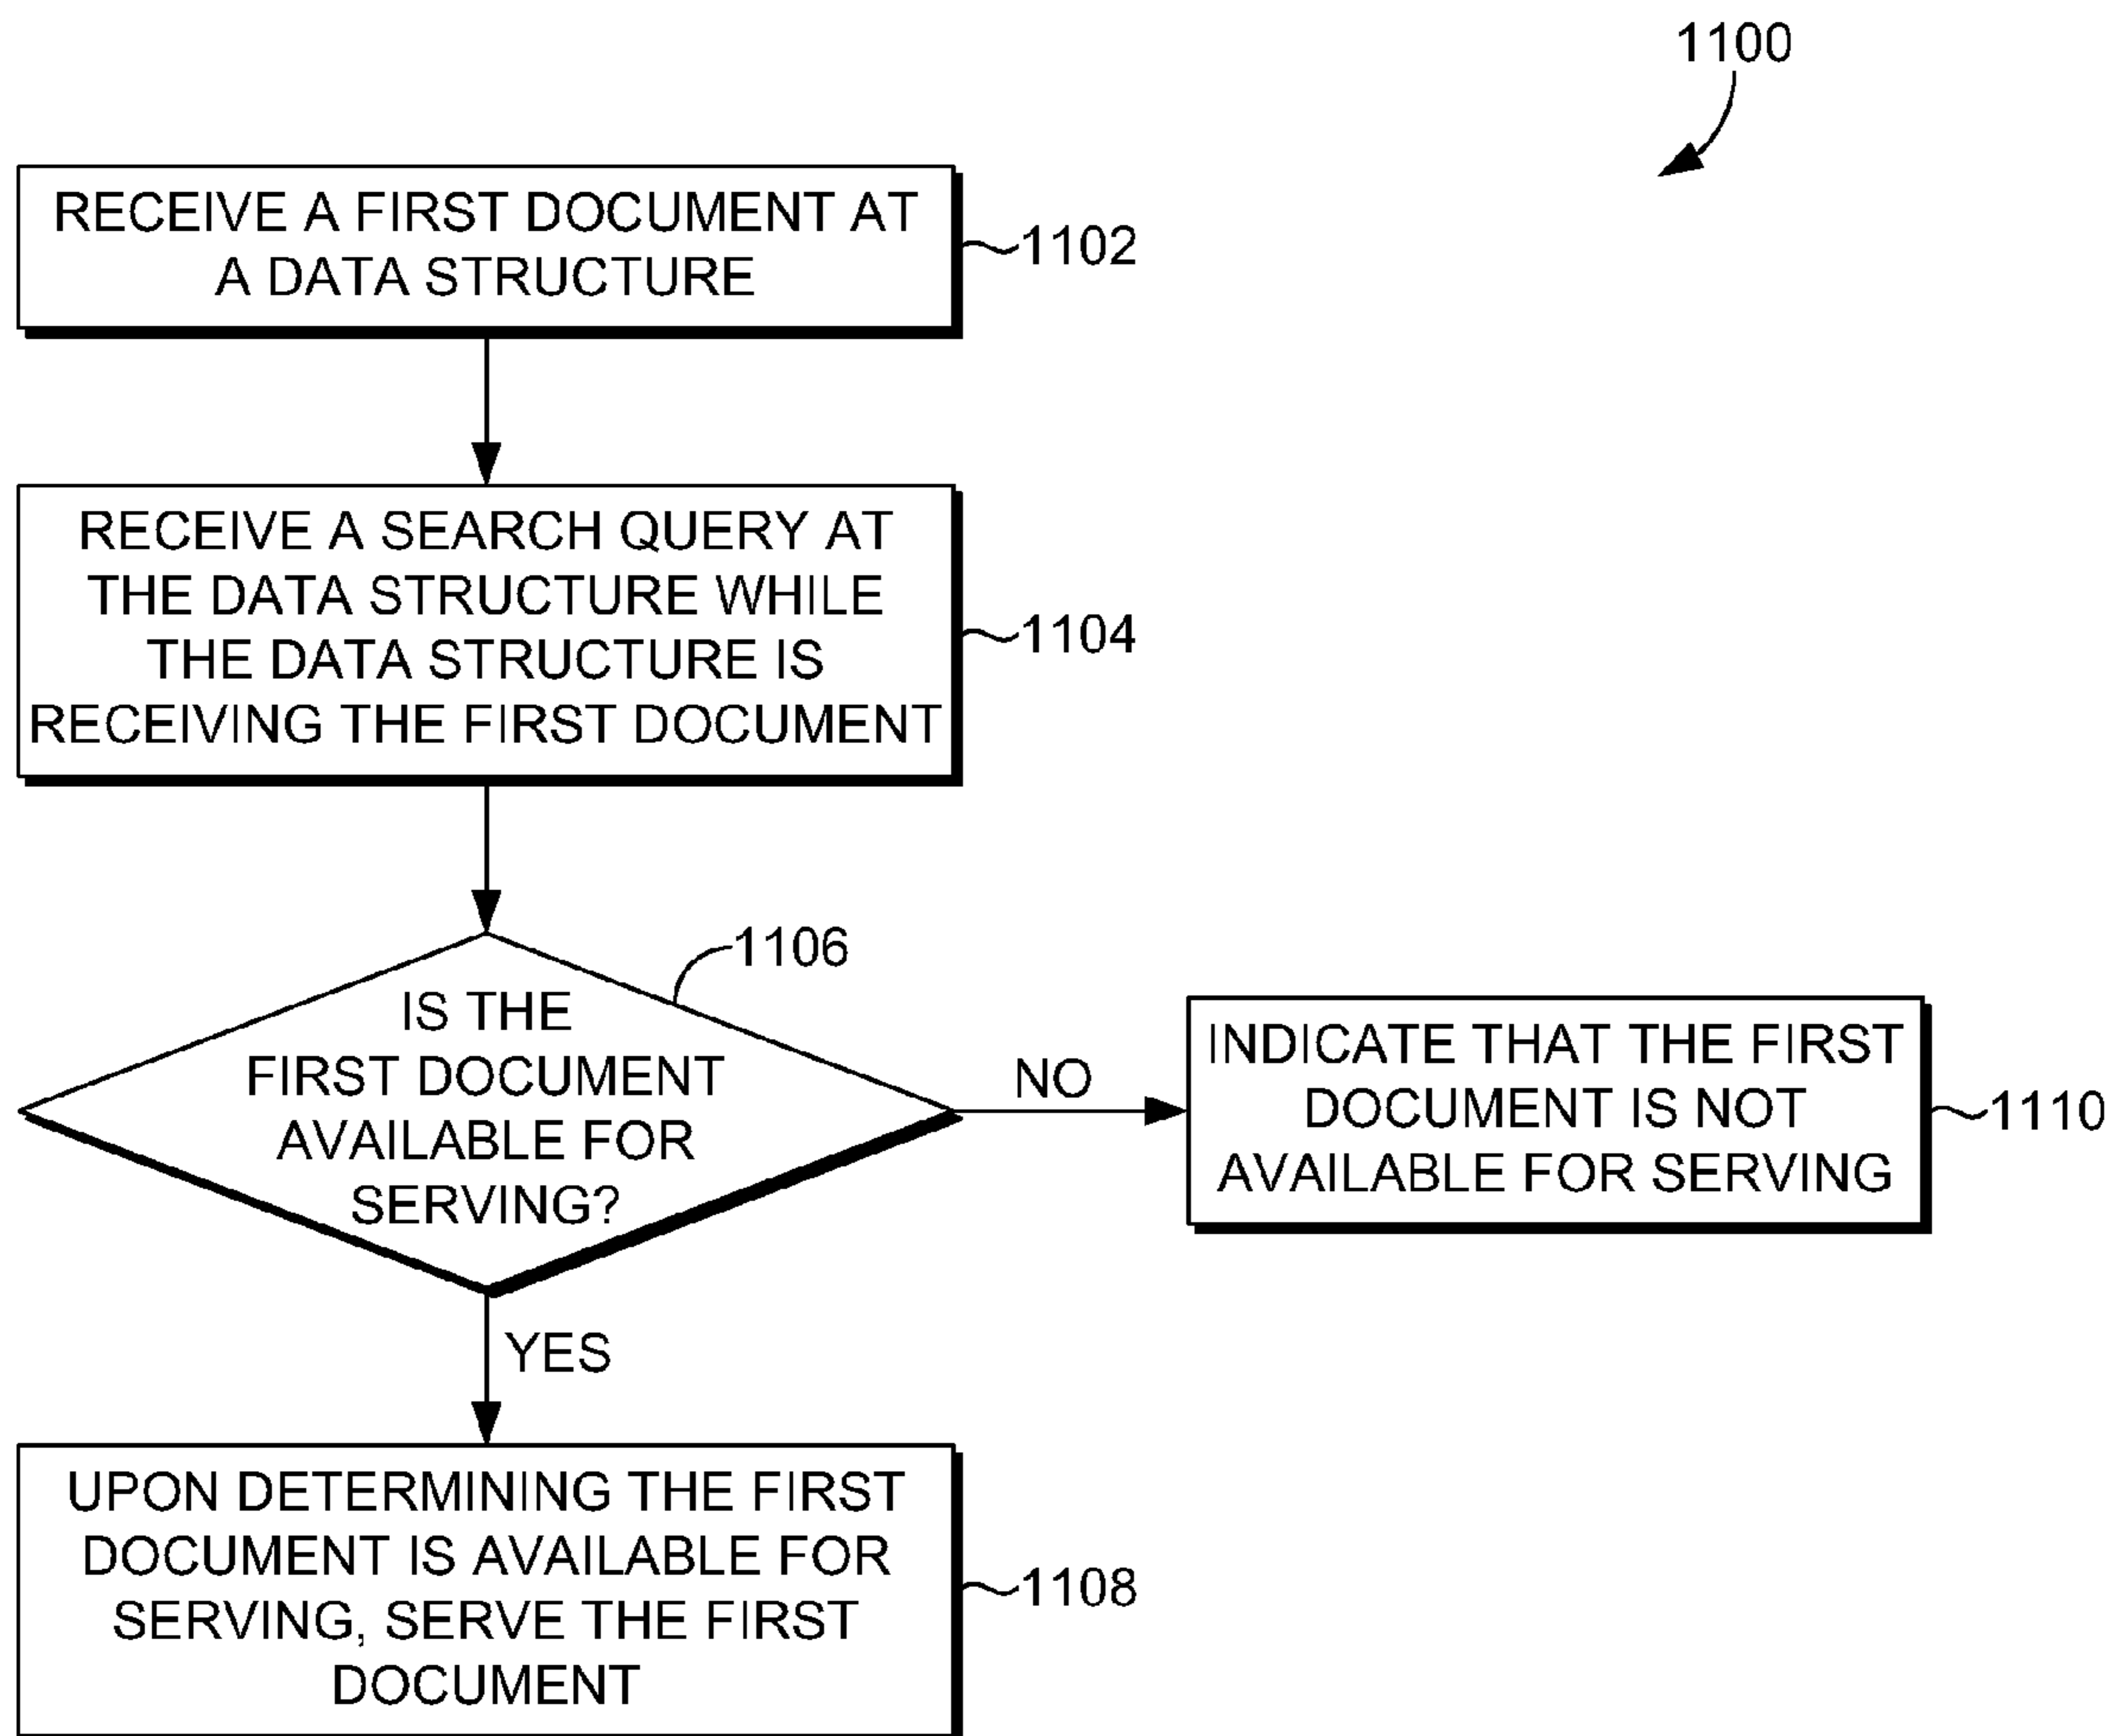 1100
RECEIVE A FIRST DOCUMENT AT
A DATA STRUCTURE
1102
RECEIVE A SEARCH QUERY AT
THE DATA STRUCTURE WHILE
THE DATA STRUCTURE IS
RECEIVING THE FIRST DOCUMENT
1104
1106
IS THE
FIRST DOCUMENT
AVAILABLE FOR
SERVING?
NO
INDICATE THAT THE FIRST
DOCUMENT IS NOT
AVAILABLE FOR SERVING
1110
YES
UPON DETERMINING THE FIRST
DOCUMENT IS AVAILABLE FOR
SERVING, SERVE THE FIRST
DOCUMENT
1108